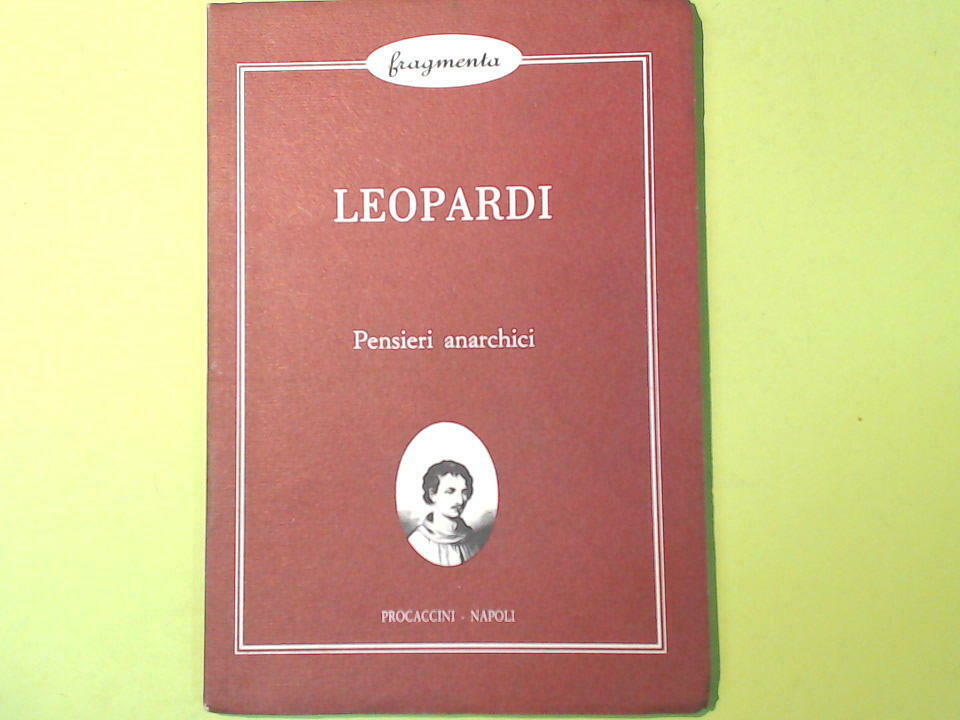 fragmenta
LEOPARDI
Pensieri anarchici
PROCACCINI - NAPOLI